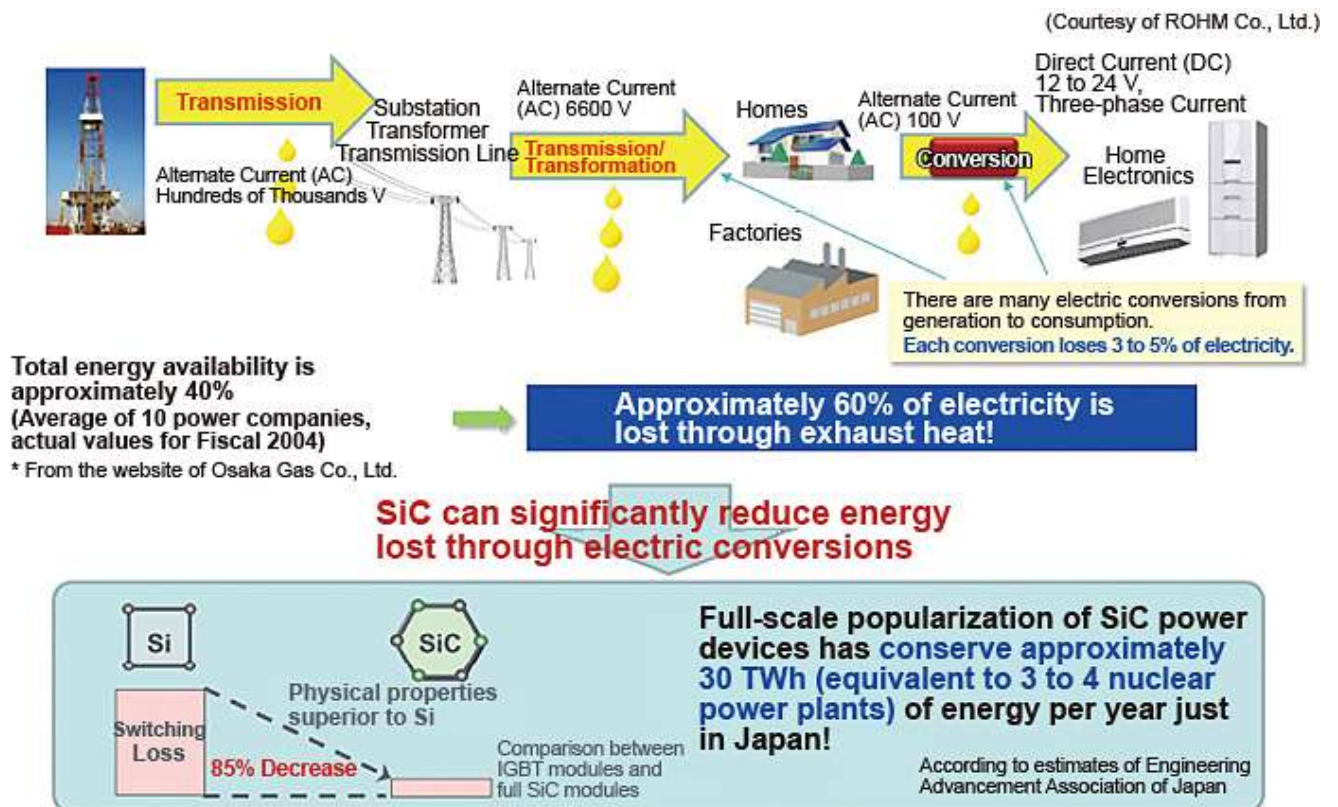 (Courtesy of ROHM Co., Ltd.)
Transmission
Alternate Current (AC)
Hundreds of Thousands V
Substation
Transformer
Transmission Line
Alternate Current
(AC) 6600 V
Transmission/
Transformation
Homes
Factories
Alternate Current
(AC) 100 V
Conversion
Direct Current (DC)
12 to 24 V,
Three-phase Current
Home
Electronics
There are many electric conversions from
generation to consumption.
Each conversion loses 3 to 5% of electricity.
Total energy availability is
approximately 40%
(Average of 10 power companies,
actual values for Fiscal 2004)
* From the website of Osaka Gas Co., Ltd.
Approximately 60% of electricity is
lost through exhaust heat!
SiC can significantly reduce energy
lost through electric conversions
Si
SiC
Physical properties
superior to Si
Switching
Loss
85% Decrease
Comparison between
IGBT modules and
full SiC modules
Full-scale popularization of SiC power
devices has conserve approximately
30 TWh (equivalent to 3 to 4 nuclear
power plants) of energy per year just
in Japan!
According to estimates of Engineering
Advancement Association of Japan